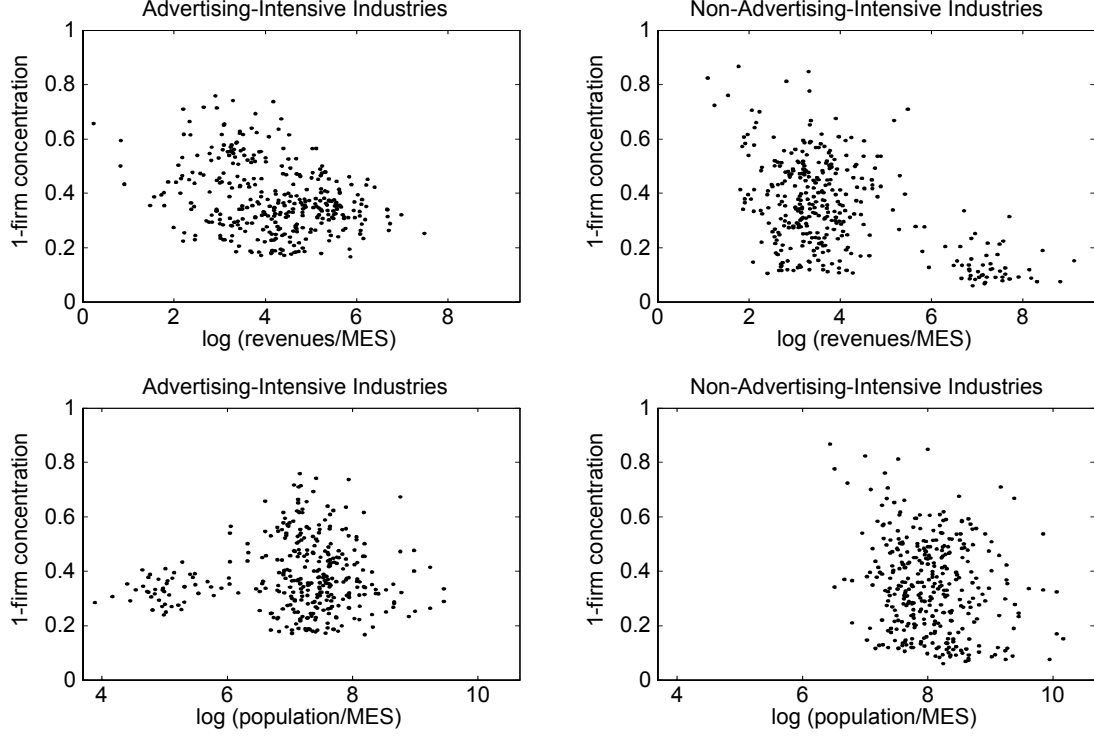 Advertising-Intensive Industries
1
0.8
0.6
0.4
0.2
0
0 2 4 6 8
1-firm concentration
log (revenues/MES)
Non-Advertising-Intensive Industries
1
0.8
0.6
0.4
0.2
0
0 2 4 6 8
1-firm concentration
log (revenues/MES)
Advertising-Intensive Industries
1
0.8
0.6
0.4
0.2
0
4 6 8 10
1-firm concentration
log (population/MES)
Non-Advertising-Intensive Industries
1
0.8
0.6
0.4
0.2
0
4 6 8 10
1-firm concentration
log (population/MES)